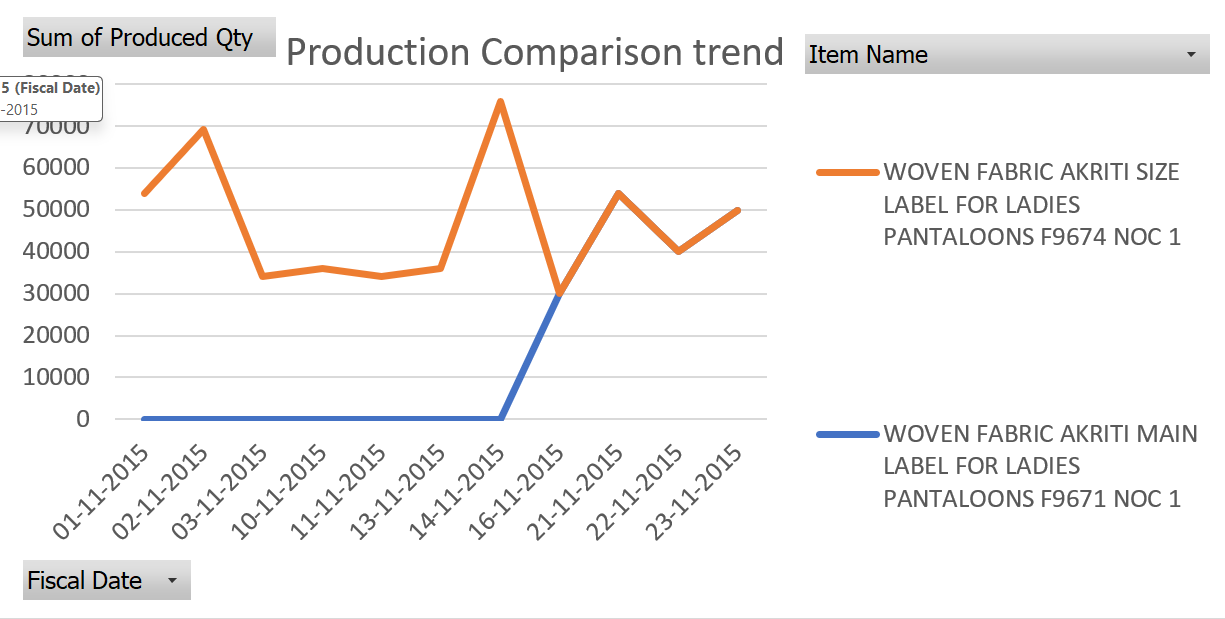 Sum of Produced Qty
Production Comparison trend
Item Name
5 (Fiscal Date)
-2015
70000
60000
50000
40000
30000
20000
10000
0
WOVEN FABRIC AKRITI SIZE
LABEL FOR LADIES
PANTALOONS F9674 NOC 1
WOVEN FABRIC AKRITI MAIN
LABEL FOR LADIES
PANTALOONS F9671 NOC 1
01-11-2015
02-11-2015
03-11-2015
10-11-2015
11-11-2015
13-11-2015
14-11-2015
16-11-2015
21-11-2015
22-11-2015
23-11-2015
Fiscal Date